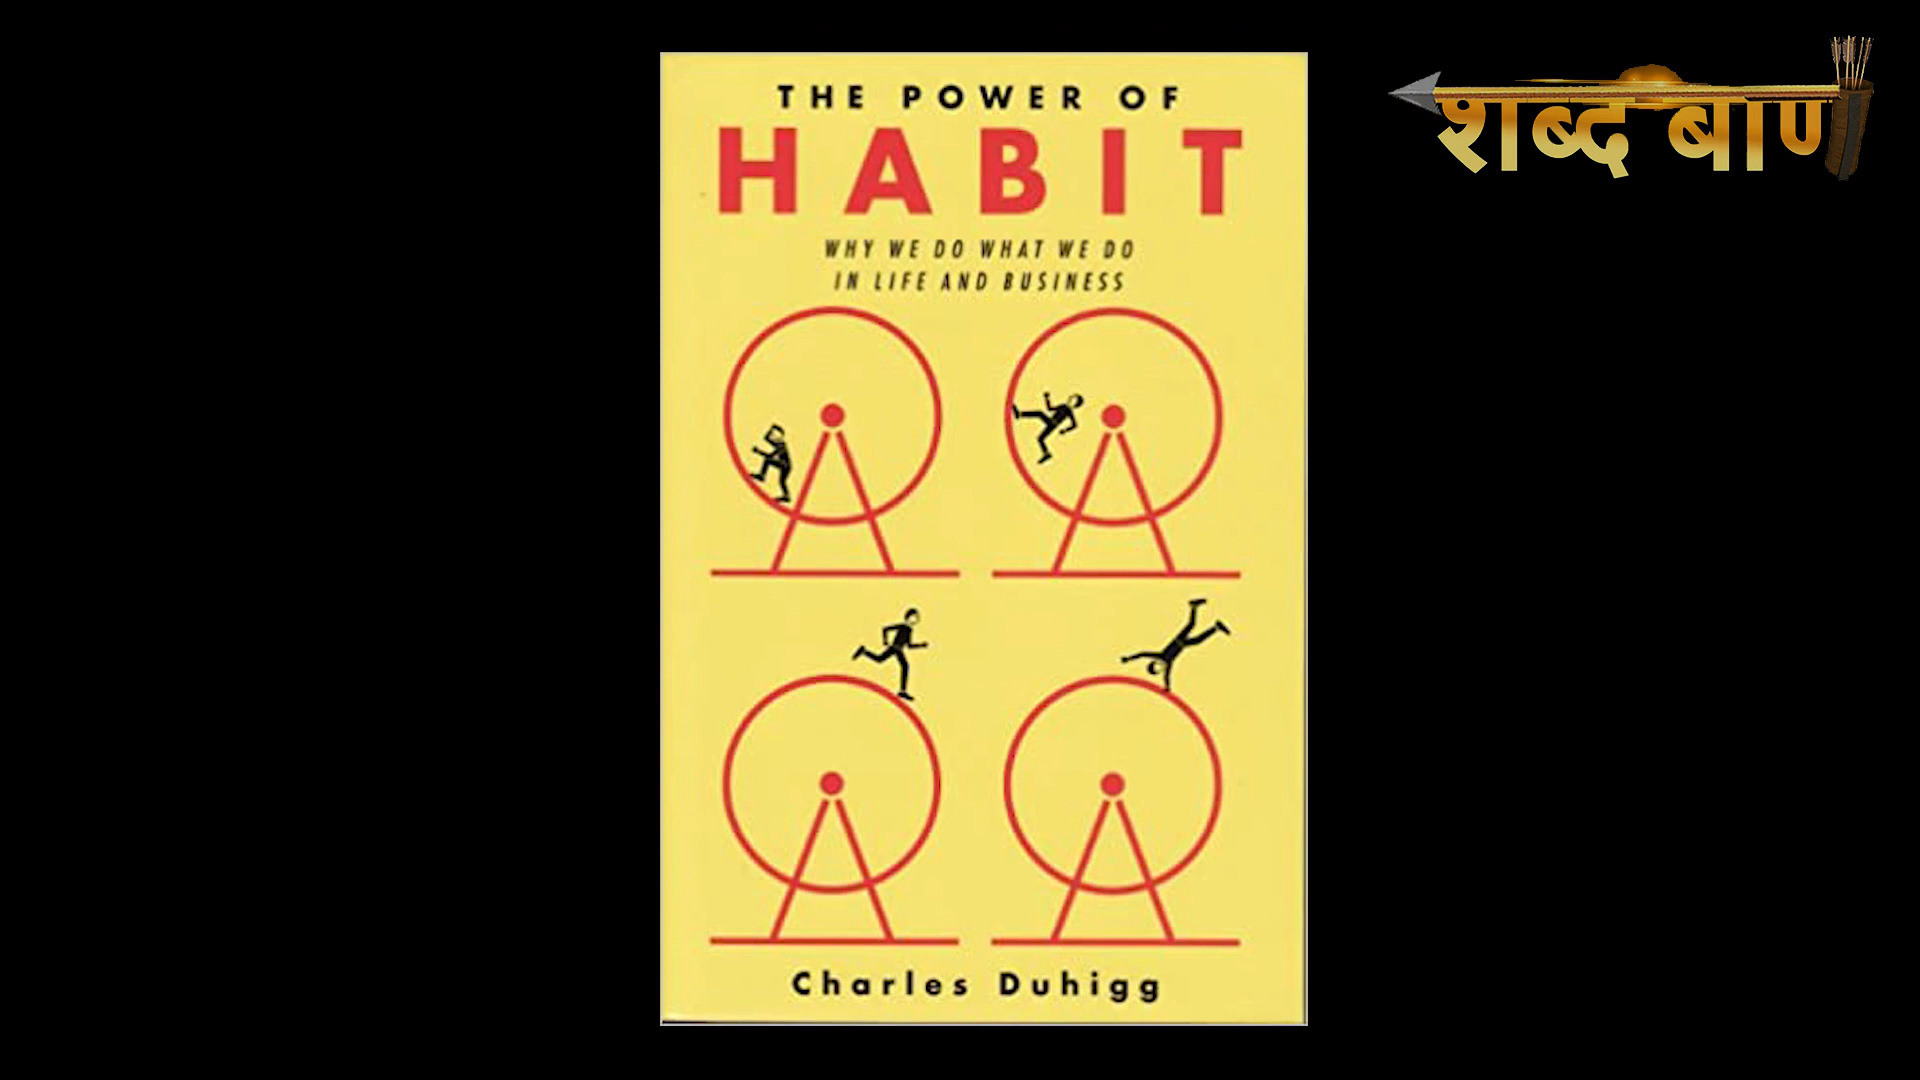 THE POWER OF
HABIT
WHY WE DO WHAT WE DO
IN LIFE AND BUSINESS
Charles Duhigg
शब्द बाण